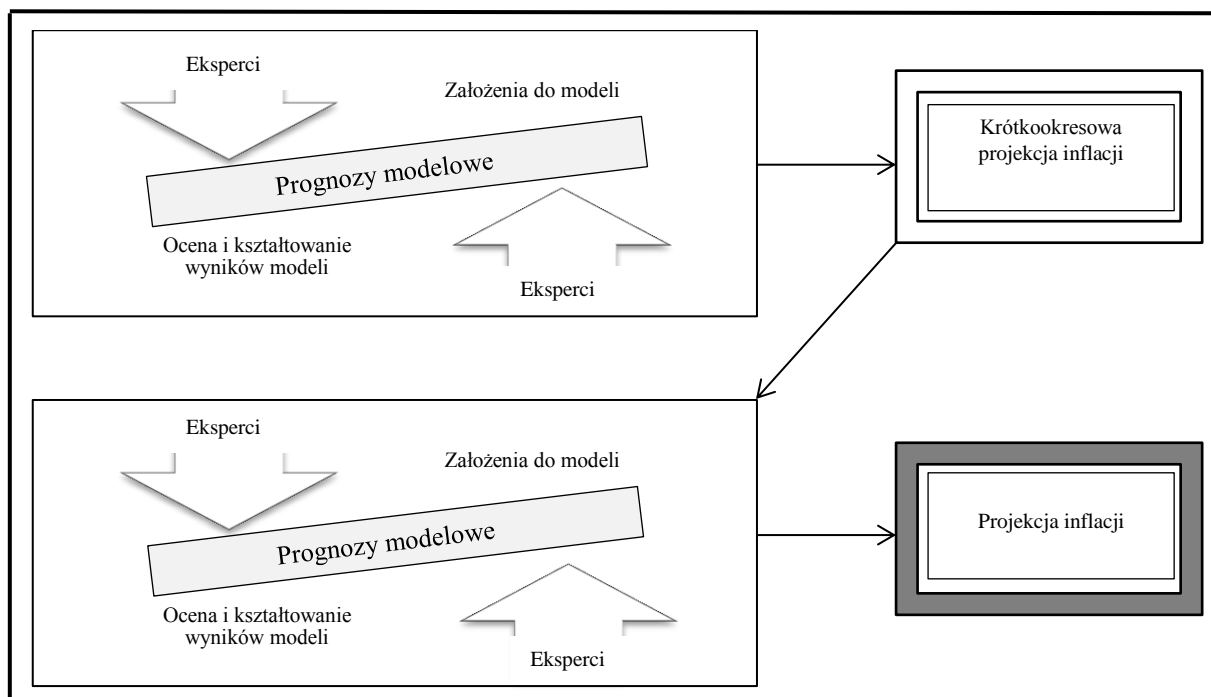 Eksperci
Założenia do modeli
Prognozy modelowe
Ocena i kształtowanie
wyników modeli
Eksperci
Krótkookresowa
projekcja inflacji
Eksperci
Założenia do modeli
Prognozy modelowe
Ocena i kształtowanie
wyników modeli
Eksperci
Projekcja inflacji